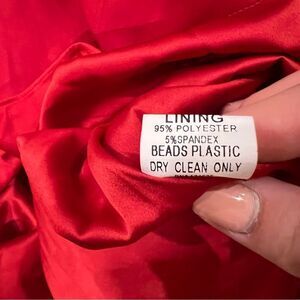 LINING
95% POLYESTER
5%SPANDEX
BEADS PLASTIC
DRY CLEAN ONLY